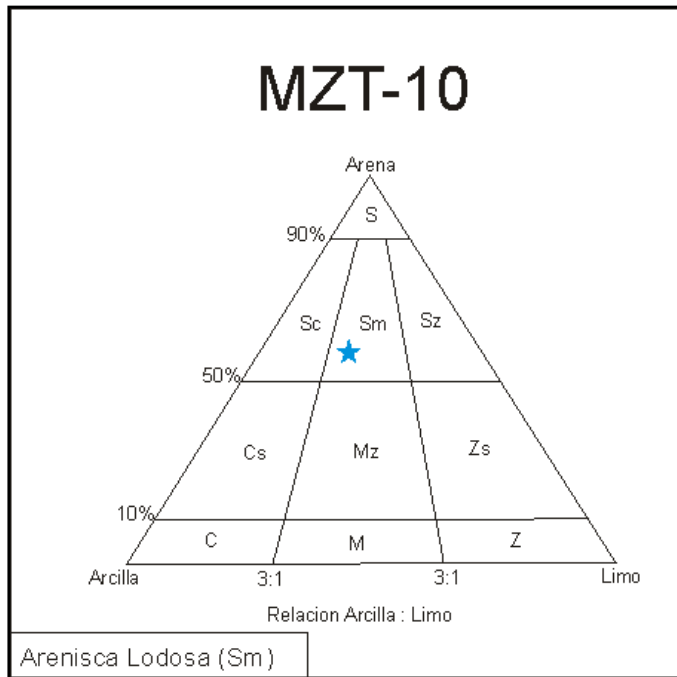 MZT-10
Arena
S
90%
Sc Sm Sz
50%
Cs Mz Zs
10%
C M Z
Arcilla 3:1 3:1 Limo
Relacion Arcilla : Limo
Arenisca Lodosa (Sm)